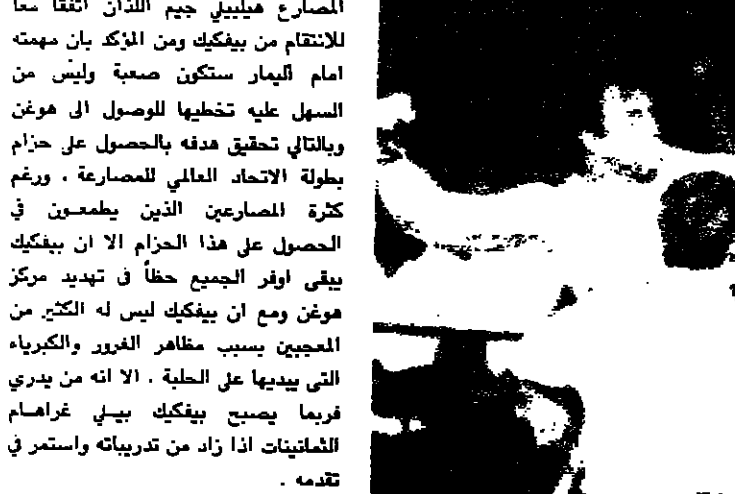 المصارع هيلبيلي جيم اللذان اتفقا معا
للانتقام من بيفكيك ومن المؤكد بان مهمته
امام أليمار ستكون صعبة وليس من
السهل عليه تخطيها للوصول الى هوغن
وبالتالي تحقيق هدفه بالحصول على حزام
بطولة الاتحاد العالمي للمصارعة . ورغم
كثرة المصارعين الذين يطمعـون في
الحصول على هذا الحزام الا ان بيفكيك
يبقى اوفر الجميع حظاً في تهديد مركز
هوغن ومع ان بيفكيك ليس له الكثير من
المعجبين بسبب مظاهر الغرور والكبرياء
التي يبديها على الحلبة . الا انه من يدري
فربما يصبح بيفكيك بيـلي غراهـام
الثمانينات اذا زاد من تدريباته واستمر في
تقدمه .